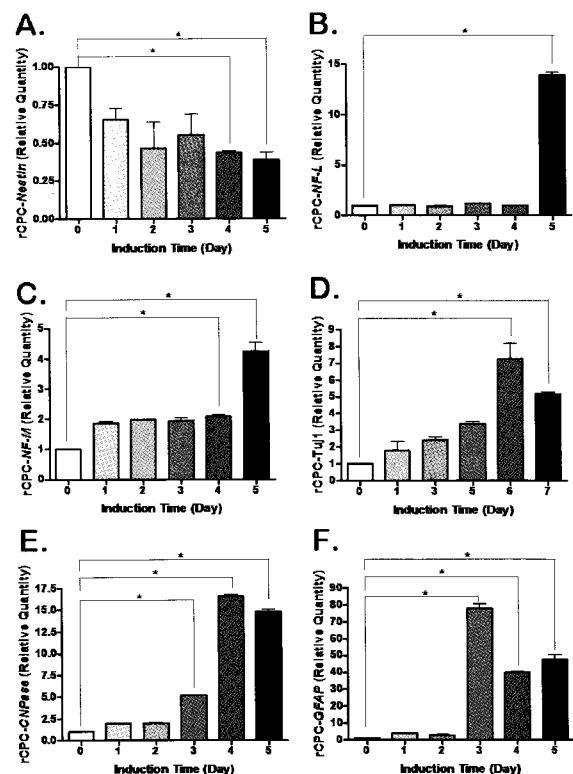 A.
*
*
1.00
0.75
0.50
0.25
0.00
rCPC-Nestin (Relative Quantity)
0 1 2 3 4 5
Induction Time (Day)
B.
*
15
10
5
0
rCPC-NF-L (Relative Quantity)
0 1 2 3 4 5
Induction Time (Day)
C.
*
*
5
4
3
2
1
0
(Relative Quantity)
0 1 2 3 4 5
Induction Time (Day)
D.
*
*
9
8
7
6
5
4
3
2
1
0
rCPC-Tuj1 (Relative Quantity)
0 1 3 5 6 7
Induction Time (Day)
E.
*
*
*
17.5
15.0
12.5
10.0
7.5
5.0
2.5
0.0
rCPC-CNPase (Relative Quantity)
0 1 2 3 4 5
Induction Time (Day)
F.
*
*
*
80
70
60
50
40
30
20
10
0
rCPC-GFAP (Relative Quantity)
0 1 2 3 4 5
Induction Time (Day)